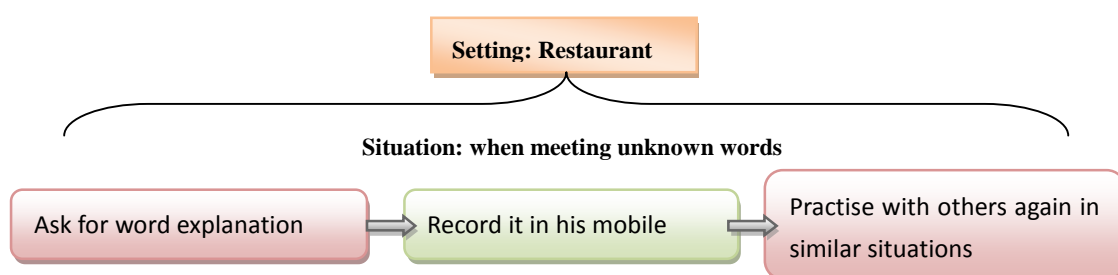 Setting: Restaurant
Situation: when meeting unknown words
Ask for word explanation
Record it in his mobile
Practise with others again in
similar situations